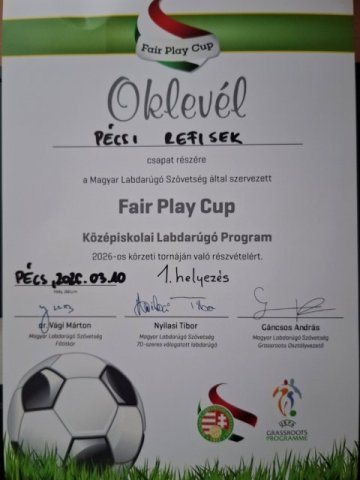 Fair Play Cup
Oklevél
PÉCSI REFISEK
csapat részére
a Magyar Labdarúgó Szövetség által szervezett
Fair Play Cup
Középiskolai Labdarúgó Program
2026-os körzeti tornáján való részvételért.
PÉCS, 2026.03.10 1. helyezés
Hely, dátum
dr. Vági Márton Nyilasi Tibor Gáncsos András
Magyar Labdarúgó Szövetség Magyar Labdarúgó Szövetség Magyar Labdarúgó Szövetség
Főtitkár 70-szeres válogatott labdarúgó Grassroots Osztályvezető
UEFA
GRASSROOTS
PROGRAMME